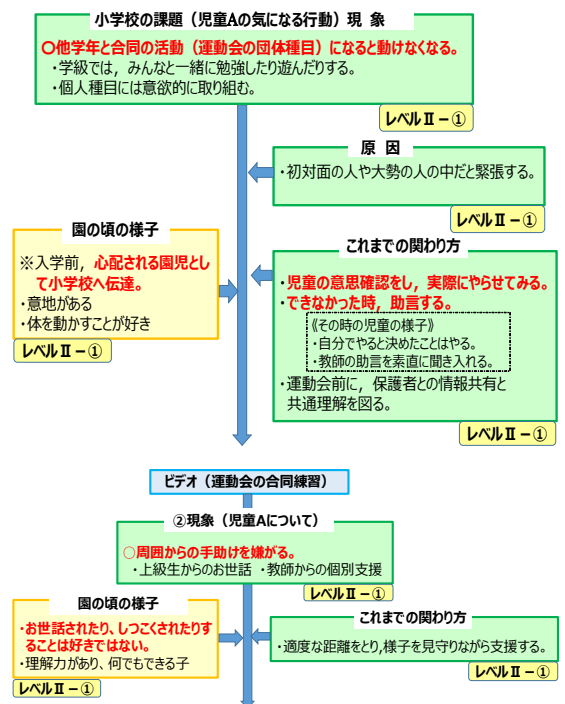 小学校の課題（児童Aの気になる行動）現 象
〇他学年と合同の活動（運動会の団体種目）になると動けなくなる。
・学級では，みんなと一緒に勉強したり遊んだりする。
・個人種目には意欲的に取り組む。
レベルⅡ－①
原 因
・初対面の人や大勢の人の中だと緊張する。
レベルⅡ－①
園の頃の様子
※入学前，心配される園児とし
て小学校へ伝達。
・意地がある
・体を動かすことが好き
レベルⅡ－①
これまでの関わり方
・児童の意思確認をし，実際にやらせてみる。
・できなかった時，助言する。
《その時の児童の様子》
・自分でやると決めたことはやる。
・教師の助言を素直に聞き入れる。
・運動会前に，保護者との情報共有と
共通理解を図る。
レベルⅡ－①
ビデオ（運動会の合同練習）
②現象（児童Aについて）
○周囲からの手助けを嫌がる。
・上級生からのお世話 ・教師からの個別支援
レベルⅡ－①
園の頃の様子
・お世話されたり、しつこくされたりす
ることは好きではない。
・理解力があり、何でもできる子
レベルⅡ－①
これまでの関わり方
・適度な距離をとり,様子を見守りながら支援する。
レベルⅡ－①